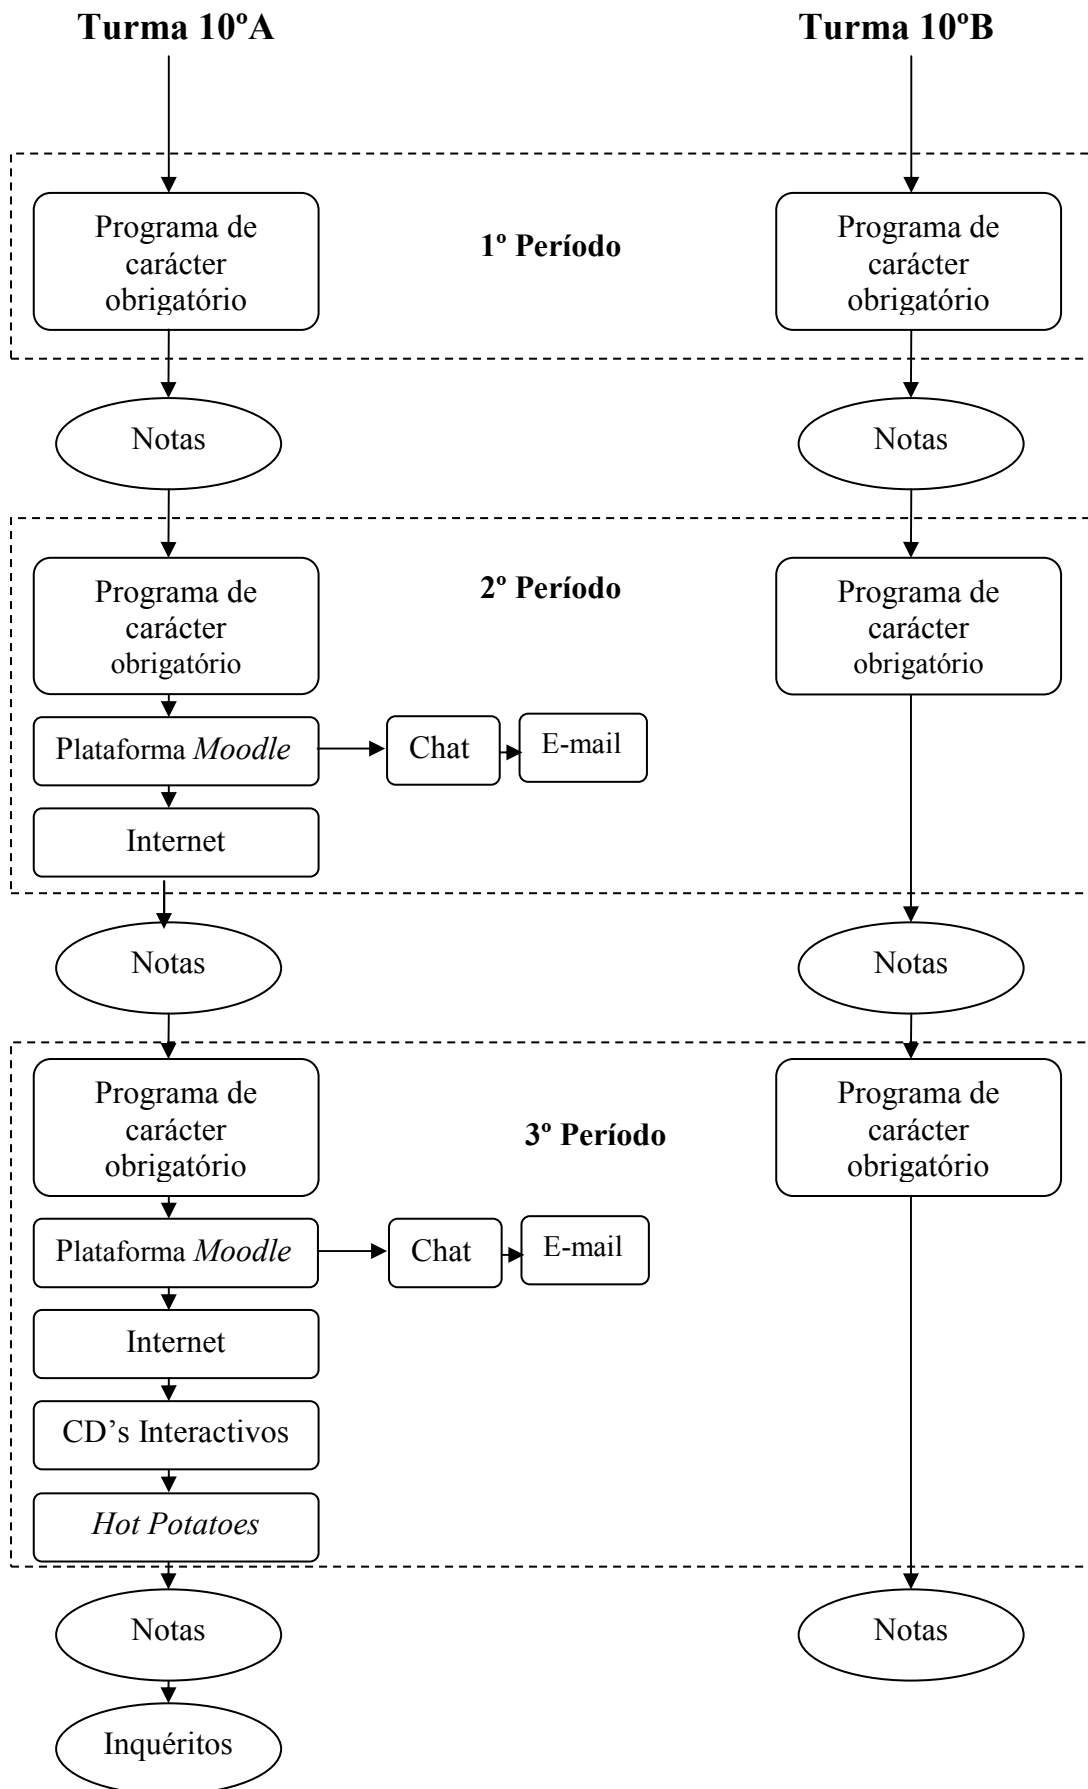 Turma 10ºA
Turma 10ºB
Programa de
carácter
obrigatório
1º Período
Programa de
carácter
obrigatório
Notas
Notas
Programa de
carácter
obrigatório
2º Período
Programa de
carácter
obrigatório
Plataforma Moodle
Chat
E-mail
Internet
Notas
Notas
Programa de
carácter
obrigatório
3º Período
Programa de
carácter
obrigatório
Plataforma Moodle
Chat
E-mail
Internet
CD’s Interactivos
Hot Potatoes
Notas
Notas
Inquéritos